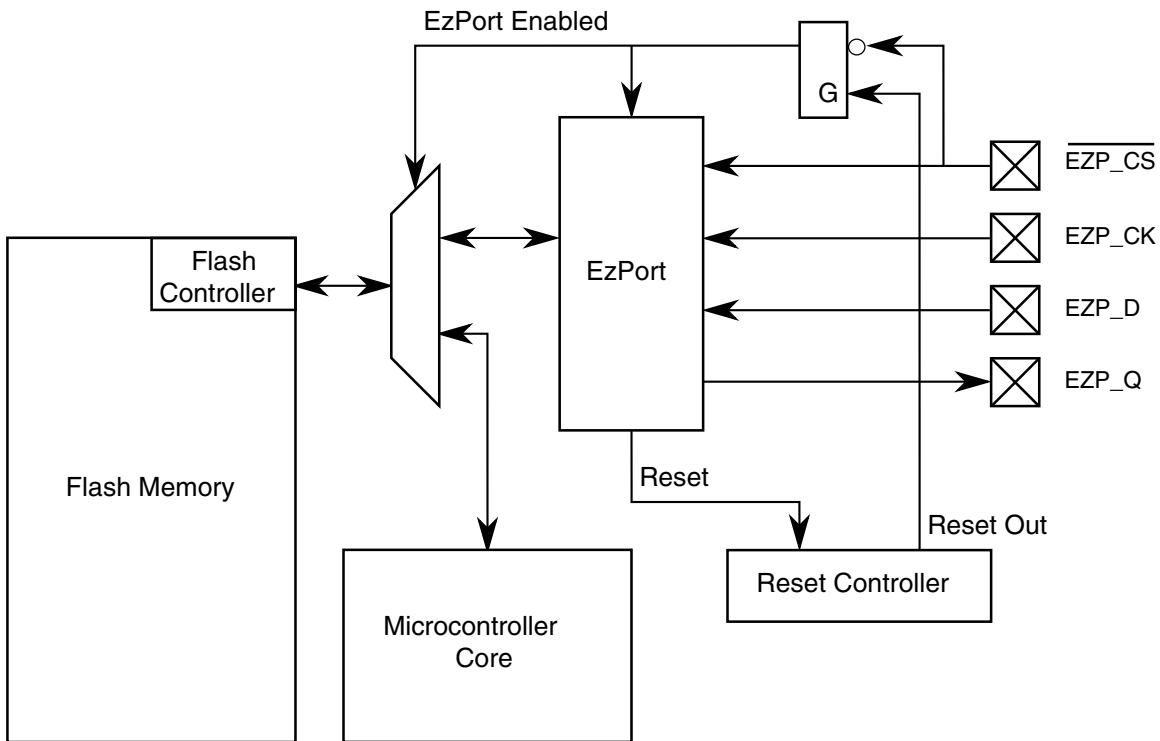 EzPort Enabled
G
EZP_CS
EZP_CK
EZP_D
EZP_Q
Flash
Controller
EzPort
Flash Memory
Reset
Reset Out
Microcontroller
Core
Reset Controller